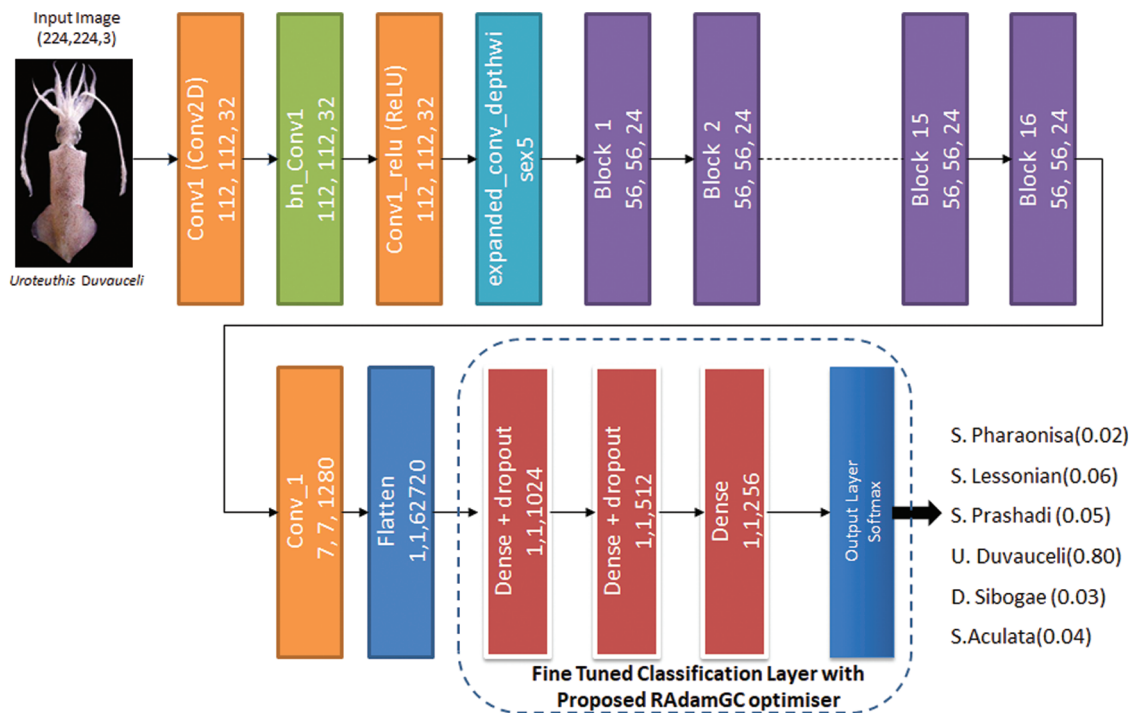 Input Image
(224,224,3)
Uroteuthis Duvauceli
Conv1 (Conv2D)
112, 112, 32
bn_Conv1
112, 112, 32
Conv1_relu (ReLU)
112, 112, 32
expanded_conv_depthwi
sex5
Block 1
56, 56, 24
Block 2
56, 56, 24
Block 15
56, 56, 24
Block 16
56, 56, 24
Conv_1
7, 7, 1280
Flatten
1,1,62720
Dense + dropout
1,1,1024
Dense + dropout
1,1,512
Dense
1,1,256
Output Layer
Softmax
Fine Tuned Classification Layer with
Proposed RAdamGC optimiser
S. Pharaonisa(0.02)
S. Lessonian(0.06)
S. Prashadi (0.05)
U. Duvauceli(0.80)
D. Sibogae (0.03)
S.Aculata(0.04)